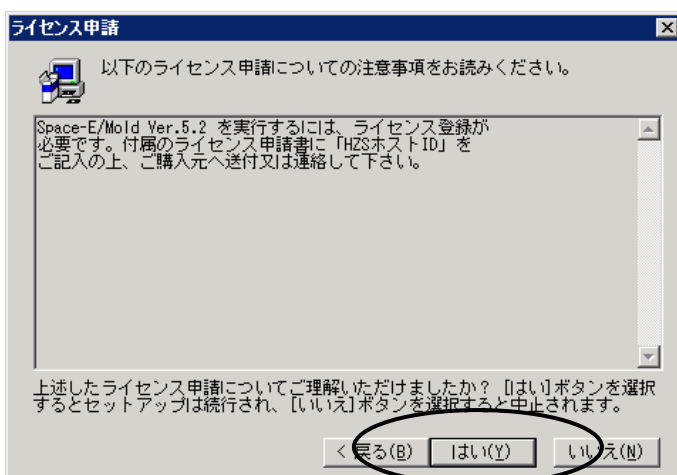 ライセンス申請
以下のライセンス申請についての注意事項をお読みください。
Space-E/Mold Ver.5.2 を実行するには、ライセンス登録が
必要です。付属のライセンス申請書に「HZSホストID」を
ご記入の上、ご購入元へ送付又は連絡して下さい。
上述したライセンス申請についてご理解いただけましたか？ [はい]ボタンを選択
するとセットアップは続行され、[いいえ]ボタンを選択すると中止されます。
< 戻る(B) はい(Y) いいえ(N)